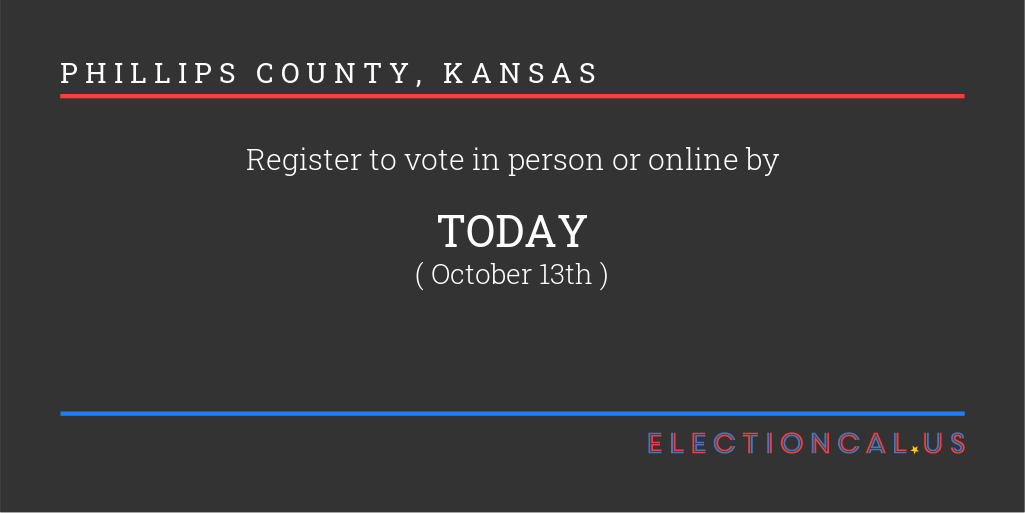 PHILLIPS COUNTY, KANSAS
Register to vote in person or online by
TODAY
( October 13th )
ELECTIONCAL.US